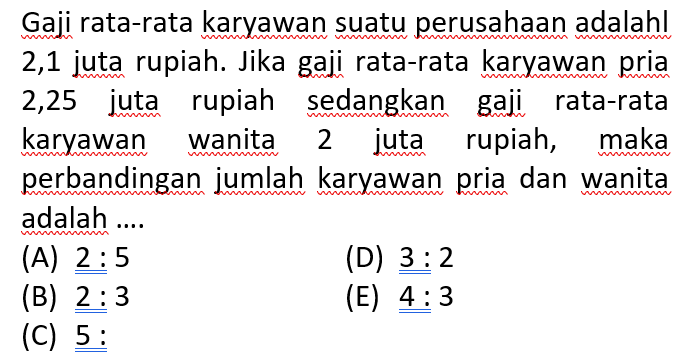 Gaji rata-rata karyawan suatu perusahaan adalahl
2,1 juta rupiah. Jika gaji rata-rata karyawan pria
2,25 juta rupiah sedangkan gaji rata-rata
karyawan wanita 2 juta rupiah, maka
perbandingan jumlah karyawan pria dan wanita
adalah ....
(A) 2 : 5 (D) 3 : 2
(B) 2 : 3 (E) 4 : 3
(C) 5 :